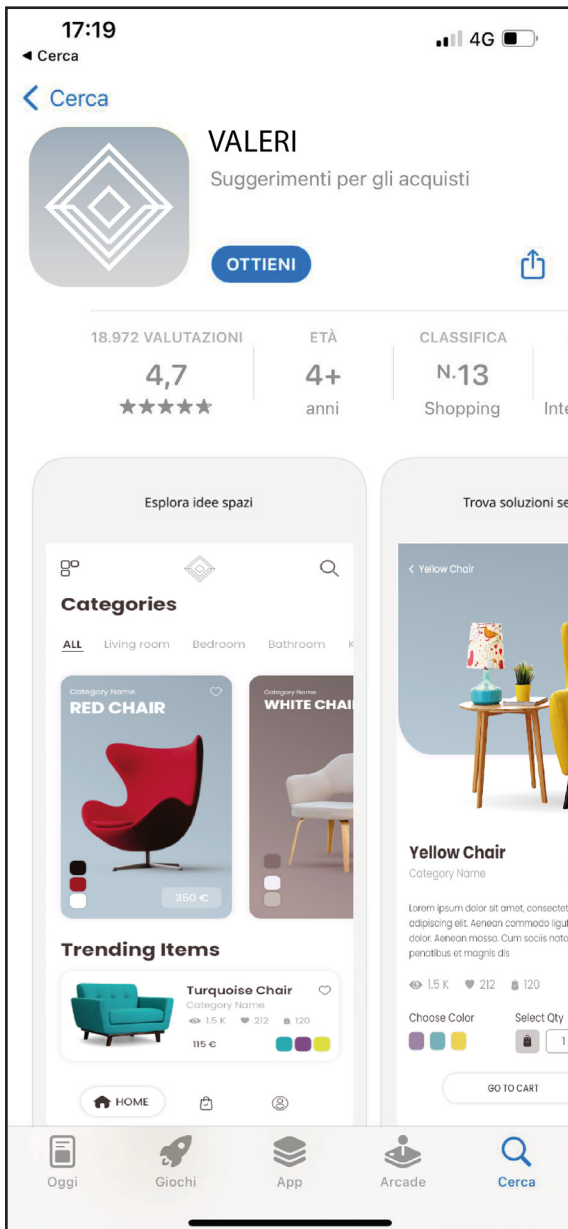 17:19
4G
◀ Cerca
Cerca
VALERI
Suggerimenti per gli acquisti
OTTIENI
18.972 VALUTAZIONI
4,7
ETÀ
4+
anni
CLASSIFICA
N.13
Shopping
Inte
Esplora idee spazi
Categories
ALL Living room Bedroom Bathroom K
Category Name
RED CHAIR
350 €
Category Name
WHITE CHAI
Trending Items
Turquoise Chair
Category Name
1.5 K 212 120
115 €
HOME
Trova soluzioni se
Yellow Chair
Yellow Chair
Category Name
Lorem ipsum dolor sit amet, consectet
adipiscing elit. Aenean commodo ligul
dolor. Aenean massa. Cum sociis nato
penatibus et magnis dis
1.5 K 212 120
Choose Color Select Qty
1
GO TO CART
Oggi Giochi App Arcade Cerca